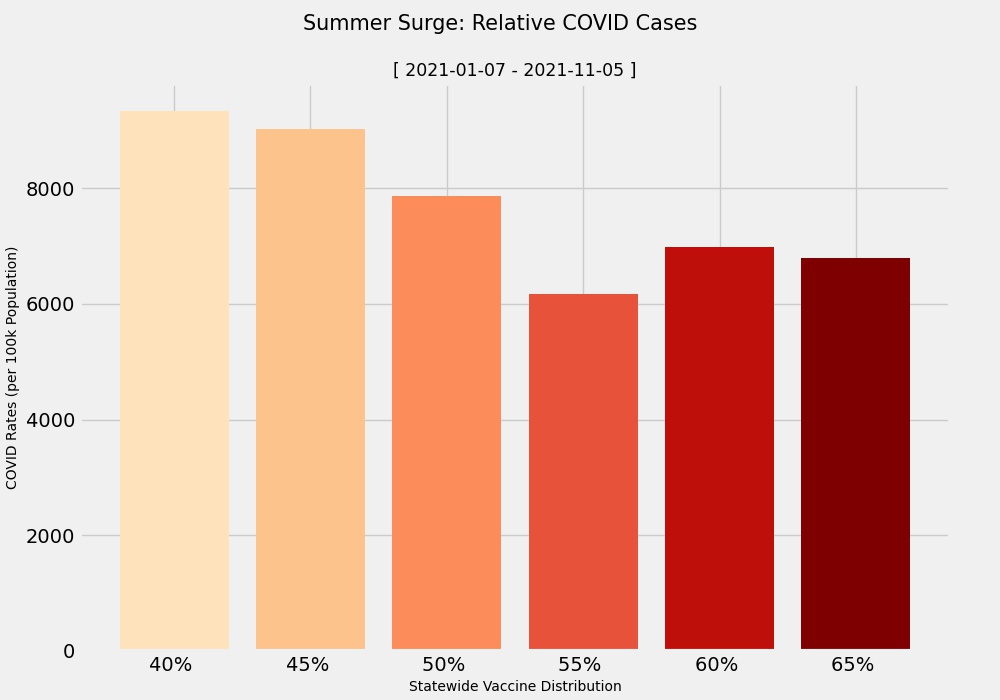 Summer Surge: Relative COVID Cases
[ 2021-01-07 - 2021-11-05 ]
COVID Rates (per 100k Population)
8000
6000
4000
2000
0
40% 45% 50% 55% 60% 65%
Statewide Vaccine Distribution